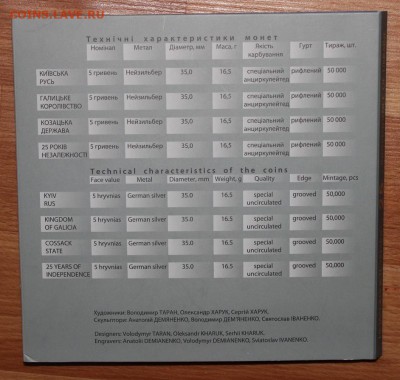 COINS.LAVE.RU
Технічні характеристики монет
Номінал Метал Діаметр, мм Маса, г Якість карбування Гурт Тираж, шт.
КИЇВСЬКА РУСЬ 5 гривень Нейзильбер 35.0 16.5 спеціальний анциркулейтед рифлений 50 000
ГАЛИЦЬКЕ КОРОЛІВСТВО 5 гривень Нейзильбер 35.0 16.5 спеціальний анциркулейтед рифлений 50 000
КОЗАЦЬКА ДЕРЖАВА 5 гривень Нейзильбер 35.0 16.5 спеціальний анциркулейтед рифлений 50 000
25 РОКІВ НЕЗАЛЕЖНОСТІ 5 гривень Нейзильбер 35.0 16.5 спеціальний анциркулейтед рифлений 50 000
Technical characteristics of the coins
Face value Metal Diameter, mm Weight, g Quality Edge Mintage, pcs
KYIV RUS 5 hryvnias German silver 35.0 16.5 special uncirculated grooved 50,000
KINGDOM OF GALICIA 5 hryvnias German silver 35.0 16.5 special uncirculated grooved 50,000
COSSACK STATE 5 hryvnias German silver 35.0 16.5 special uncirculated grooved 50,000
25 YEARS OF INDEPENDENCE 5 hryvnias German silver 35.0 16.5 special uncirculated grooved 50,000
Художники: Володимир ТАРАН, Олександр ХАРУК, Сергій ХАРУК.
Скульптори: Анатолій ДЕМЯНЕНКО, Володимир ДЕМ'ЯНЕНКО, Святослав ІВАНЕНКО.
Designers: Volodymyr TARAN, Oleksandr KHARUK, Serhii KHARUK.
Engravers: Anatolii DEMIANENKO, Volodymyr DEMIANENKO, Sviatoslav IVANENKO.